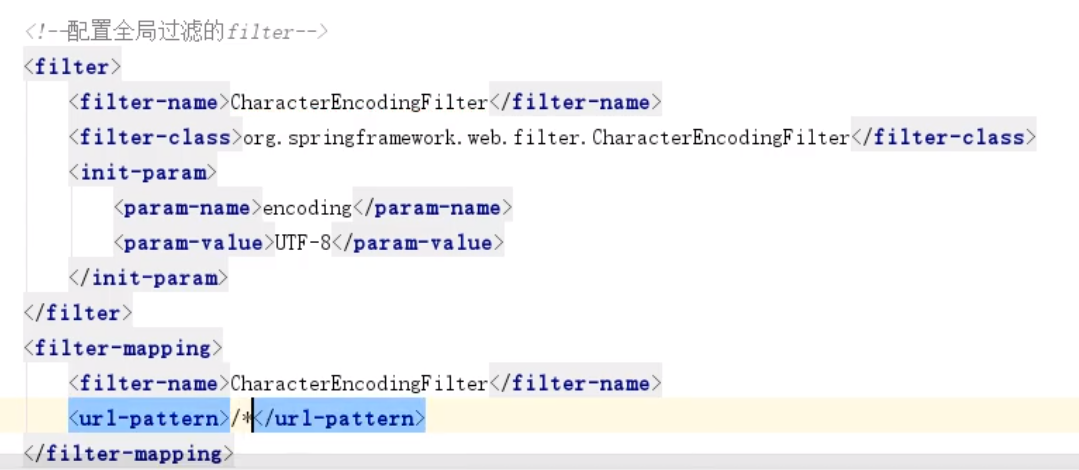 <!--配置全局过滤的filter-->
<filter>
<filter-name>CharacterEncodingFilter</filter-name>
<filter-class>org.springframework.web.filter.CharacterEncodingFilter</filter-class>
<init-param>
<param-name>encoding</param-name>
<param-value>UTF-8</param-value>
</init-param>
</filter>
<filter-mapping>
<filter-name>CharacterEncodingFilter</filter-name>
<url-pattern>/*</url-pattern>
</filter-mapping>